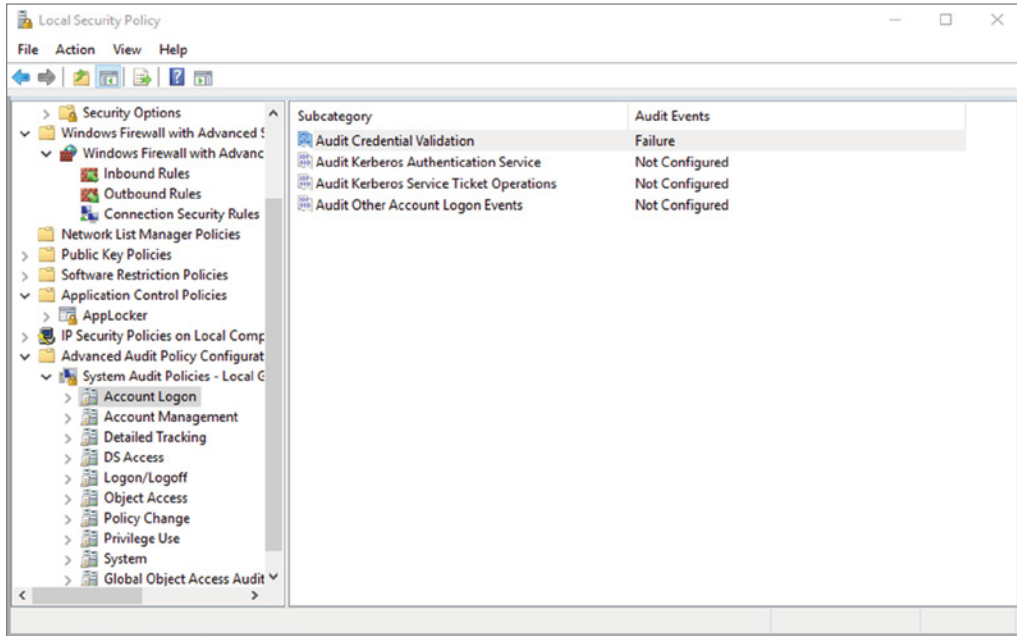 Local Security Policy
File Action View Help
Security Options
Windows Firewall with Advanced S
Windows Firewall with Advanc
Inbound Rules
Outbound Rules
Connection Security Rules
Network List Manager Policies
Public Key Policies
Software Restriction Policies
Application Control Policies
AppLocker
IP Security Policies on Local Comp
Advanced Audit Policy Configurat
System Audit Policies - Local G
Account Logon
Account Management
Detailed Tracking
DS Access
Logon/Logoff
Object Access
Policy Change
Privilege Use
System
Global Object Access Audit
Subcategory Audit Events
Audit Credential Validation Failure
Audit Kerberos Authentication Service Not Configured
Audit Kerberos Service Ticket Operations Not Configured
Audit Other Account Logon Events Not Configured